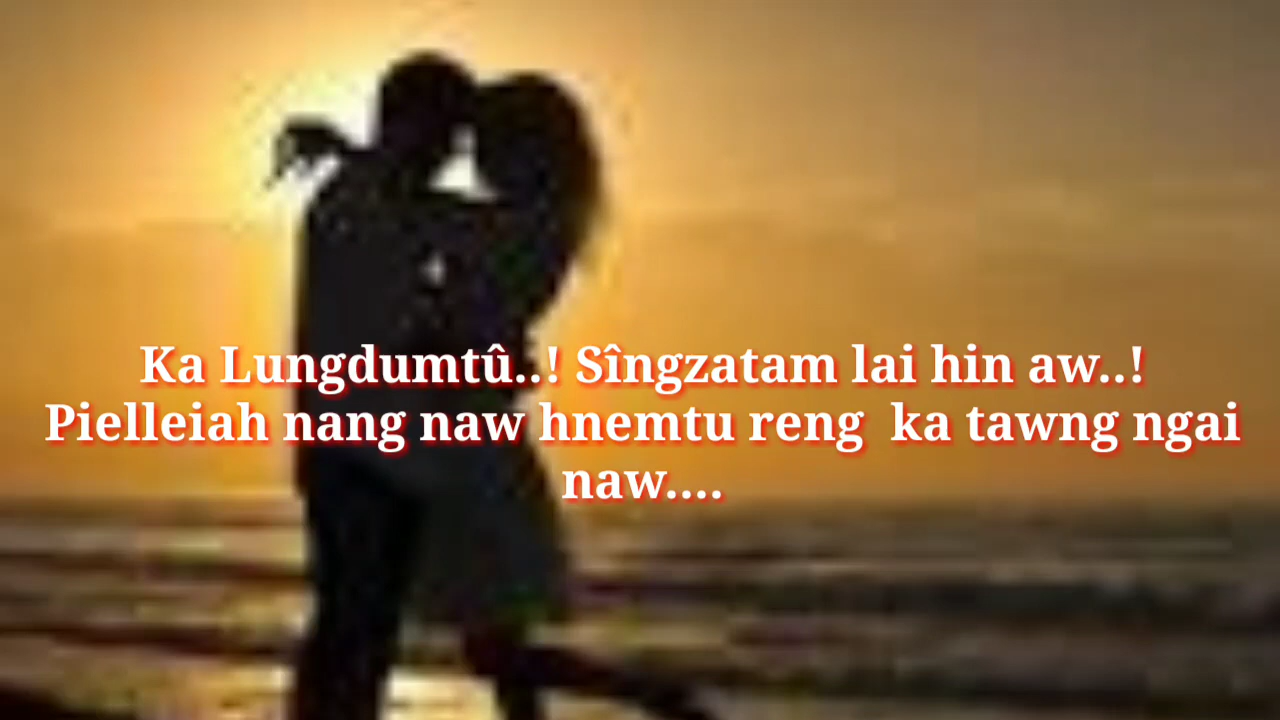 Ka Lungdumtû..! Sîngzatam lai hin aw..!
Pielleiah nang naw hnemtu reng ka tawng ngai
naw....